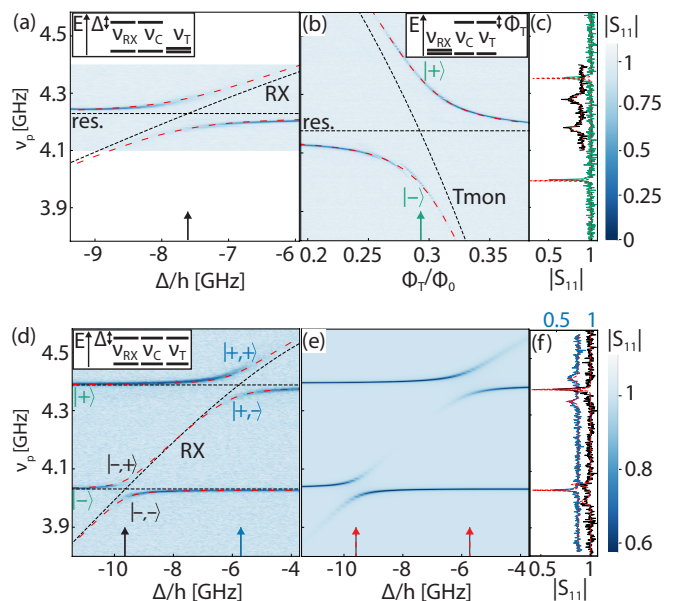 (a)
E
Δ
ν_RX
ν_C
ν_T
RX
res.
4.5
4.3
4.1
3.9
ν_p [GHz]
-9
-8
-7
-6
Δ/h [GHz]
(b)
E
Φ_T
ν_RX
ν_C
ν_T
|+⟩
res.
Tmon
|−⟩
0.2
0.25
0.3
0.35
Φ_T/Φ_0
(c)
0.5
1
|S_11|
|S_11|
1
0.75
0.5
0.25
0
(d)
E
Δ
ν_RX
ν_C
ν_T
|+,+⟩
|+⟩
|+,-⟩
RX
|-,+⟩
|−⟩
|-,-⟩
4.5
4.3
4.1
3.9
ν_p [GHz]
-10
-8
-6
-4
Δ/h [GHz]
(e)
-10
-8
-6
-4
Δ/h [GHz]
0.5
1
(f)
0.5
1
|S_11|
|S_11|
1
0.8
0.6